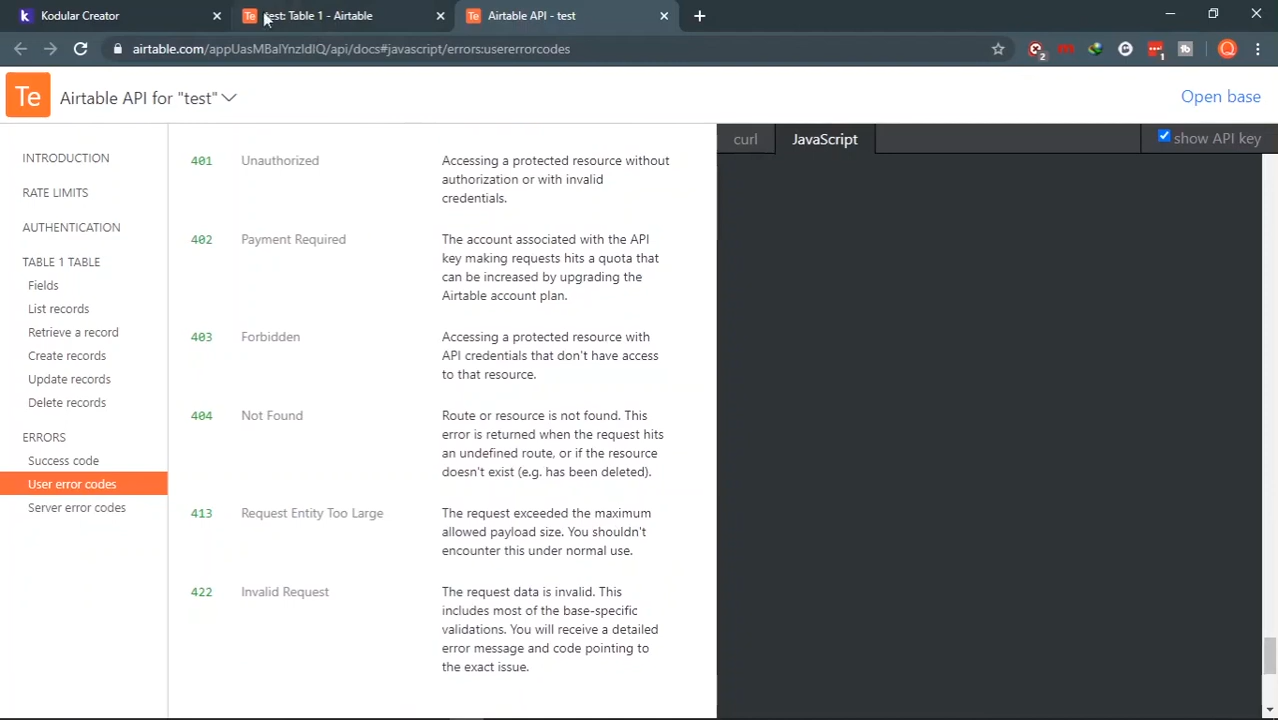 k Kodular Creator
Te test: Table 1 - Airtable
Te Airtable API - test
airtable.com/appUasMBalYnzldIQ/api/docs#javascript/errors:usererrorcodes
2
m
1
tb
Q
Te Airtable API for "test"
Open base
INTRODUCTION
RATE LIMITS
AUTHENTICATION
TABLE 1 TABLE
Fields
List records
Retrieve a record
Create records
Update records
Delete records
ERRORS
Success code
User error codes
Server error codes
401 Unauthorized Accessing a protected resource without
authorization or with invalid
credentials.
402 Payment Required The account associated with the API
key making requests hits a quota that
can be increased by upgrading the
Airtable account plan.
403 Forbidden Accessing a protected resource with
API credentials that don't have access
to that resource.
404 Not Found Route or resource is not found. This
error is returned when the request hits
an undefined route, or if the resource
doesn't exist (e.g. has been deleted).
413 Request Entity Too Large The request exceeded the maximum
allowed payload size. You shouldn't
encounter this under normal use.
422 Invalid Request The request data is invalid. This
includes most of the base-specific
validations. You will receive a detailed
error message and code pointing to
the exact issue.
curl
JavaScript
show API key